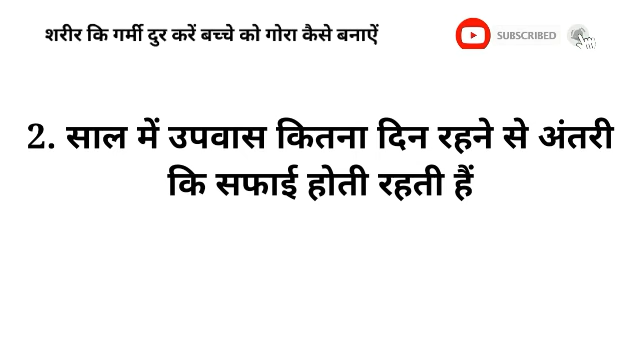 शरीर कि गर्मी दुर करें बच्चे को गोरा कैसे बनाऐं
SUBSCRIBED
2. साल में उपवास कितना दिन रहने से अंतरी
कि सफाई होती रहती हैं